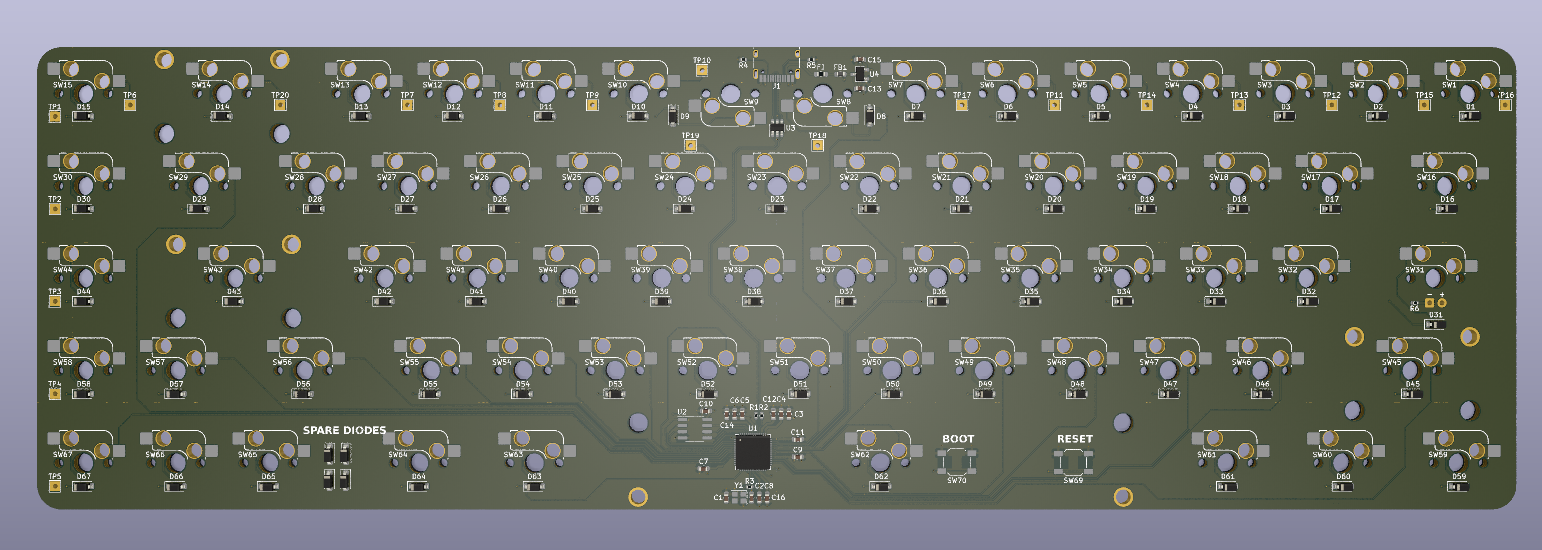 TP10 R4 R5 C15
SW15 SW14 SW13 SW12 SW11 SW10 J1 FJ FB1 U4 SW7 SW6 SW5 SW4 SW3 SW2 SW1
C13
TP1 TP6 TP20 TP7 TP8 TP9 SW9 SW8 TP17 TP11 TP14 TP13 TP12 TP15 TP16
D15 D14 D13 D12 D11 D10 D9 D8 D7 D6 D5 D4 D3 D2 D1
U3
TP19 TP18
SW30 SW29 SW28 SW27 SW26 SW25 SW24 SW23 SW22 SW21 SW20 SW19 SW18 SW17 SW16
TP2 D30 D29 D28 D27 D26 D25 D24 D23 D22 D21 D20 D19 D18 D17 D16
SW44 SW43 SW42 SW41 SW40 SW39 SW38 SW37 SW36 SW35 SW34 SW33 SW32 SW31
TP3 D44 D43 D42 D41 D40 D39 D38 D37 D36 D35 D34 D33 D32
- +
R6
D31
SW58 SW57 SW56 SW55 SW54 SW53 SW52 SW51 SW50 SW49 SW48 SW47 SW46 SW45
TP4 D58 D57 D56 D55 D54 D53 D52 D51 D50 D49 D48 D47 D46 D45
C10 C6C5 C12C4
U2 R1R2 C3
C14
SPARE DIODES U1
C11 BOOT RESET
SW67 SW66 SW65 SW64 SW63 SW62 SW61 SW60 SW59
C7 C9
TP5 D67 D66 D65 D64 D63 D62 SW70 SW69 D61 D60 D59
R3
Y1 C2C8
C1 C16